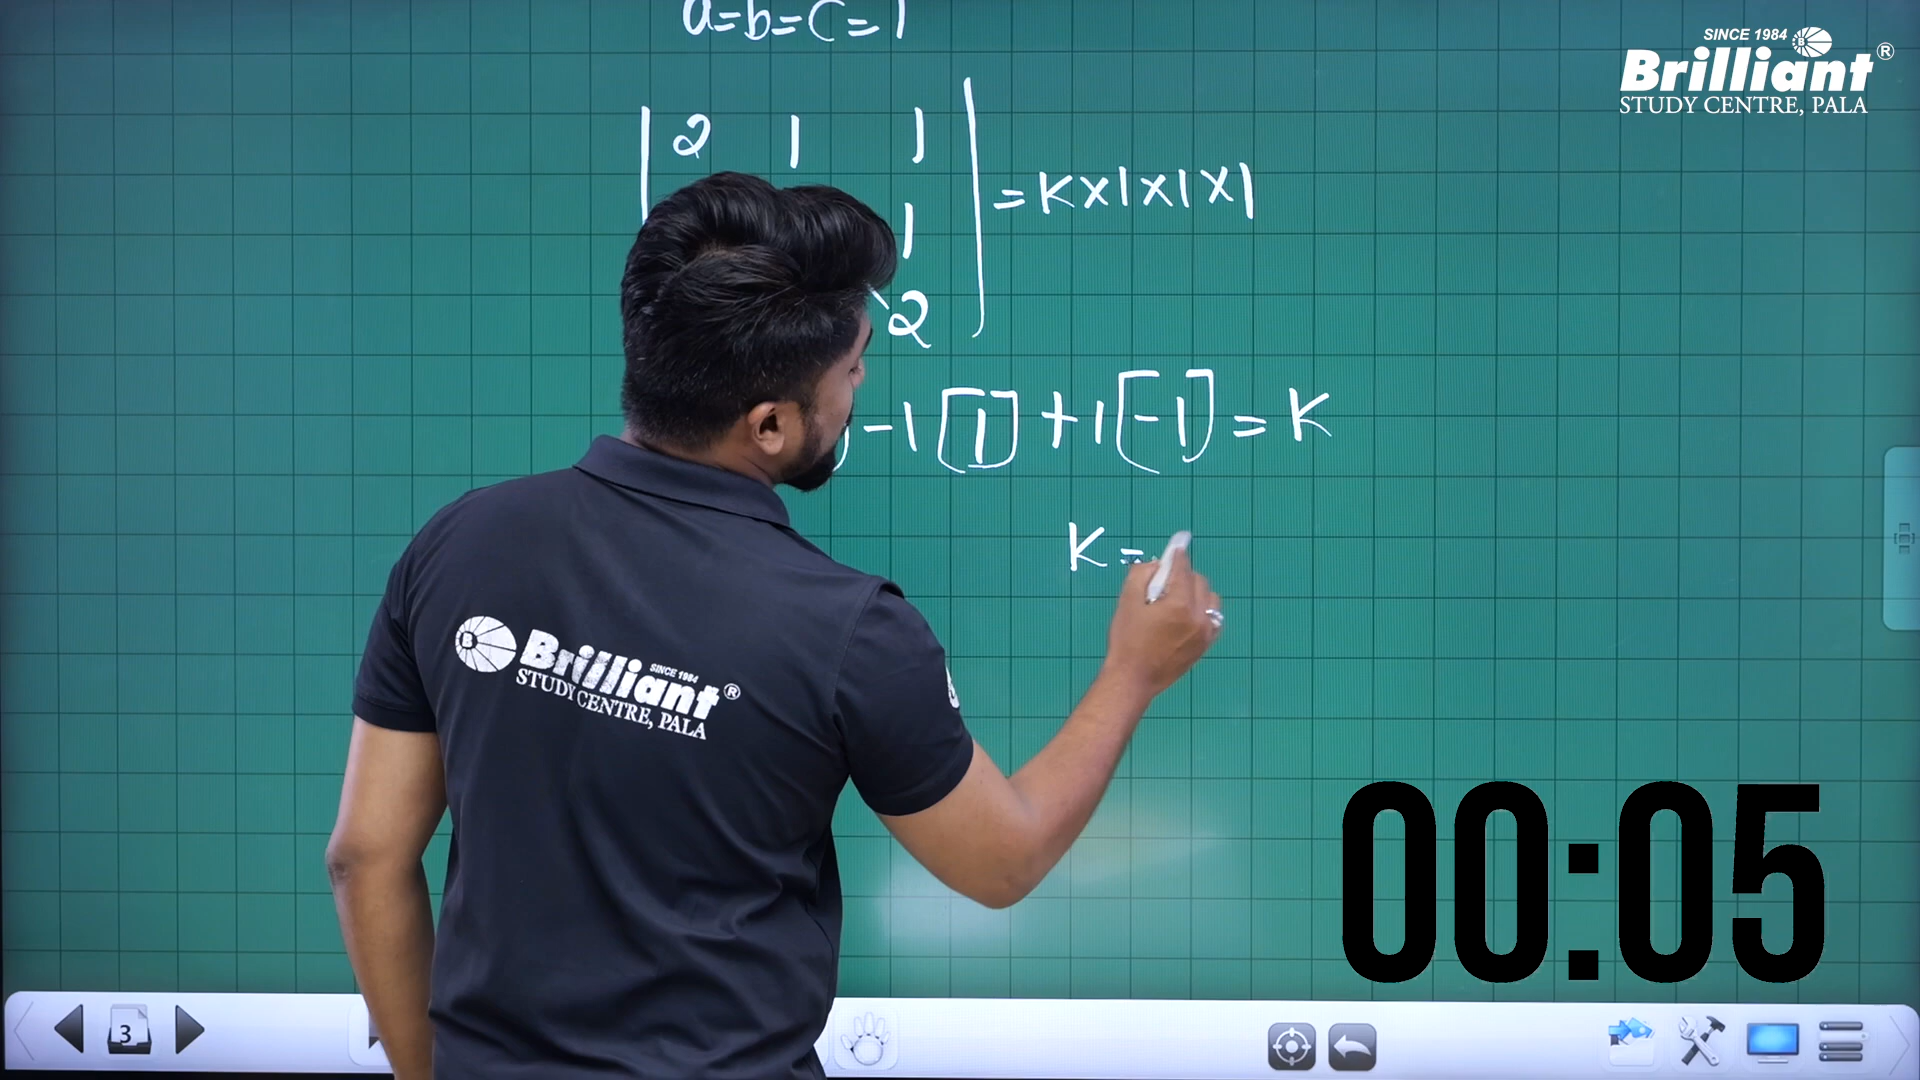 a=b=c=1
SINCE 1984
Brilliant®
STUDY CENTRE, PALA
2 1 1
1
2
=K×1×1×1
-1[1]+1[-1]=K
K=
B
Brilliant®
SINCE 1984
STUDY CENTRE, PALA
00:05
3